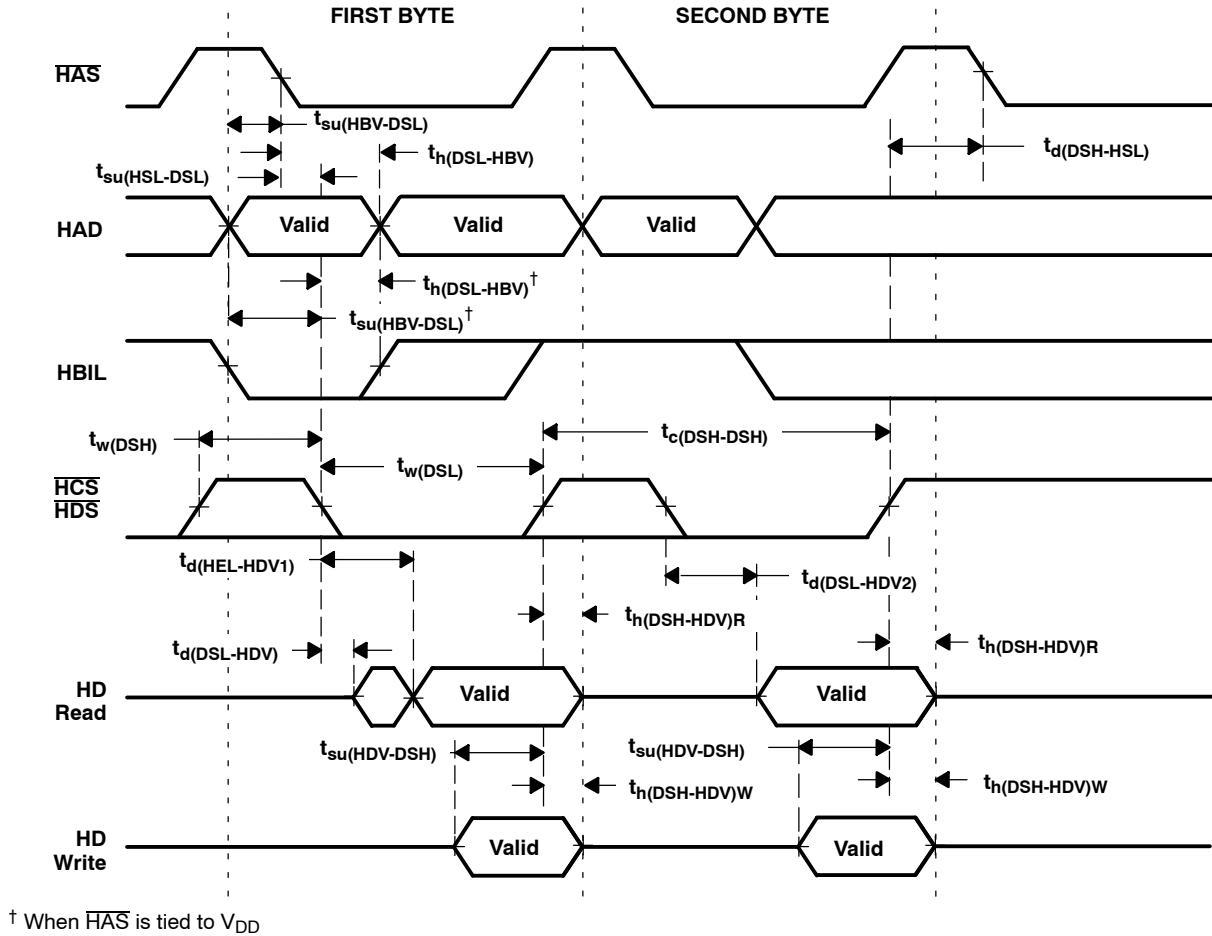 FIRST BYTE SECOND BYTE
HAS
tsu(HBV-DSL)
th(DSL-HBV)
td(DSH-HSL)
tsu(HSL-DSL)
HAD Valid Valid Valid
th(DSL-HBV)†
tsu(HBV-DSL)†
HBIL
tw(DSH)
tc(DSH-DSH)
tw(DSL)
HCS
HDS
td(HEL-HDV1)
td(DSL-HDV2)
th(DSH-HDV)R
td(DSL-HDV)
th(DSH-HDV)R
HD
Read
Valid Valid
tsu(HDV-DSH) tsu(HDV-DSH)
th(DSH-HDV)W th(DSH-HDV)W
HD
Write
Valid Valid
† When HAS is tied to VDD